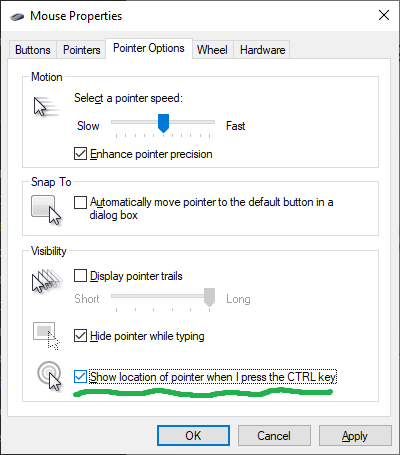 Mouse Properties
Buttons
Pointers
Pointer Options
Wheel
Hardware
Motion
Select a pointer speed:
Slow
Fast
Enhance pointer precision
Snap To
Automatically move pointer to the default button in a
dialog box
Visibility
Display pointer trails
Short
Long
Hide pointer while typing
Show location of pointer when I press the CTRL key
OK
Cancel
Apply